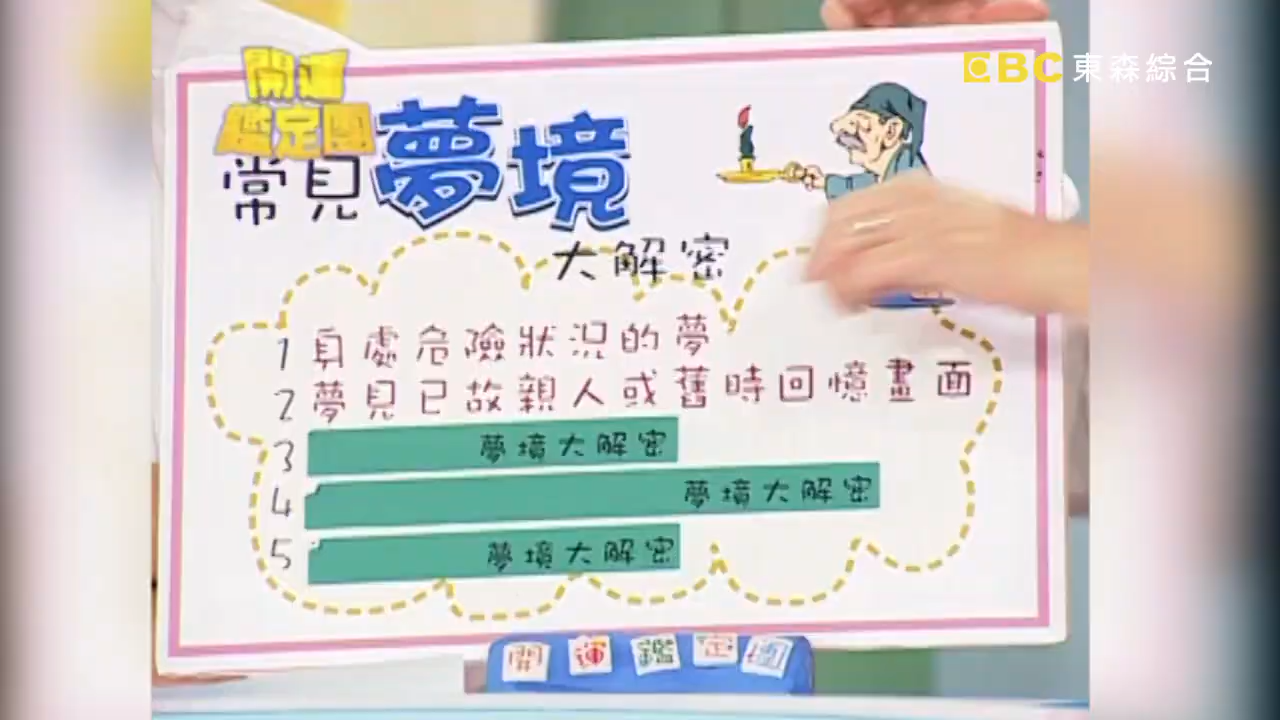 EBC 東森綜合
開運
鑑定團
常見夢境
大解密
1 身處危險狀況的夢
2 夢見已故親人或舊時回憶畫面
3 夢境大解密
4 夢境大解密
5 夢境大解密
開運鑑定團